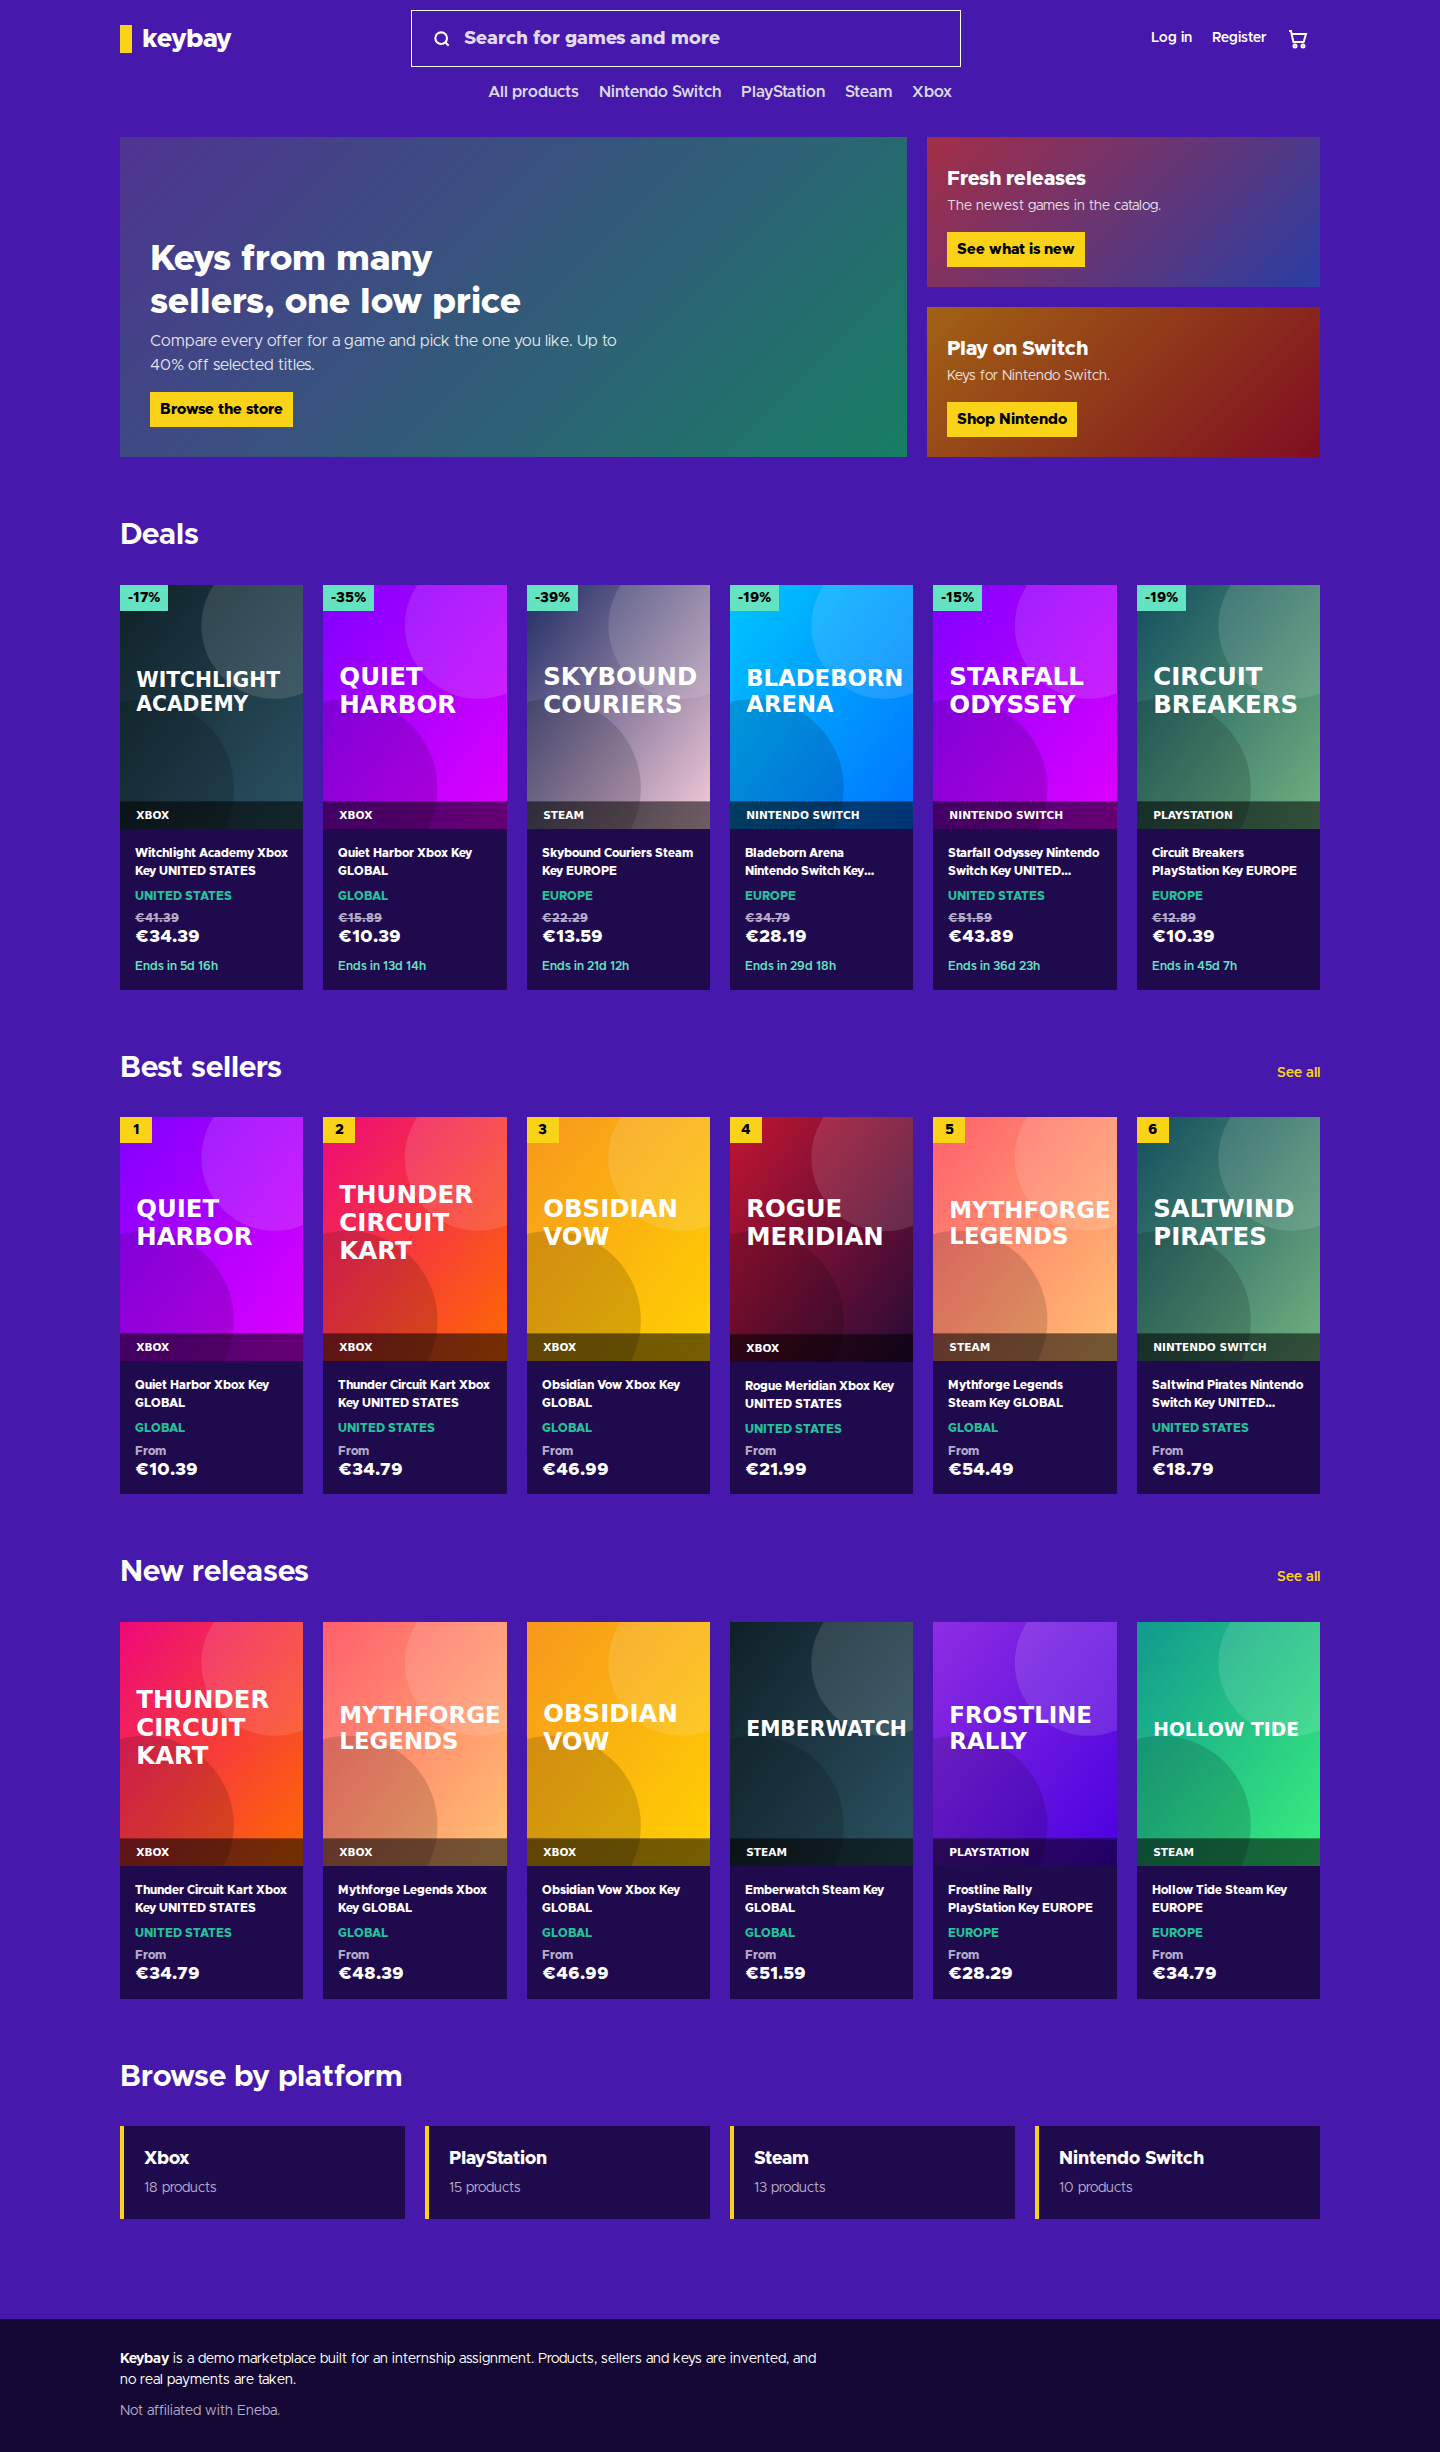 keybay
Search for games and more
Log in
Register
All products
Nintendo Switch
PlayStation
Steam
Xbox
Keys from many
sellers, one low price
Compare every offer for a game and pick the one you like. Up to
40% off selected titles.
Browse the store
Fresh releases
The newest games in the catalog.
See what is new
Play on Switch
Keys for Nintendo Switch.
Shop Nintendo
Deals
-17%
WITCHLIGHT
ACADEMY
XBOX
Witchlight Academy Xbox
Key UNITED STATES
UNITED STATES
€41.39
€34.39
Ends in 5d 16h
-35%
QUIET
HARBOR
XBOX
Quiet Harbor Xbox Key
GLOBAL
GLOBAL
€15.89
€10.39
Ends in 13d 14h
-39%
SKYBOUND
COURIERS
STEAM
Skybound Couriers Steam
Key EUROPE
EUROPE
€22.29
€13.59
Ends in 21d 12h
-19%
BLADEBORN
ARENA
NINTENDO SWITCH
Bladeborn Arena
Nintendo Switch Key...
EUROPE
€34.79
€28.19
Ends in 29d 18h
-15%
STARFALL
ODYSSEY
NINTENDO SWITCH
Starfall Odyssey Nintendo
Switch Key UNITED...
UNITED STATES
€51.59
€43.89
Ends in 36d 23h
-19%
CIRCUIT
BREAKERS
PLAYSTATION
Circuit Breakers
PlayStation Key EUROPE
EUROPE
€12.89
€10.39
Ends in 45d 7h
Best sellers
See all
1
QUIET
HARBOR
XBOX
Quiet Harbor Xbox Key
GLOBAL
GLOBAL
From
€10.39
2
THUNDER
CIRCUIT
KART
XBOX
Thunder Circuit Kart Xbox
Key UNITED STATES
UNITED STATES
From
€34.79
3
OBSIDIAN
VOW
XBOX
Obsidian Vow Xbox Key
GLOBAL
GLOBAL
From
€46.99
4
ROGUE
MERIDIAN
XBOX
Rogue Meridian Xbox Key
UNITED STATES
UNITED STATES
From
€21.99
5
MYTHFORGE
LEGENDS
STEAM
Mythforge Legends
Steam Key GLOBAL
GLOBAL
From
€54.49
6
SALTWIND
PIRATES
NINTENDO SWITCH
Saltwind Pirates Nintendo
Switch Key UNITED...
UNITED STATES
From
€18.79
New releases
See all
THUNDER
CIRCUIT
KART
XBOX
Thunder Circuit Kart Xbox
Key UNITED STATES
UNITED STATES
From
€34.79
MYTHFORGE
LEGENDS
XBOX
Mythforge Legends Xbox
Key GLOBAL
GLOBAL
From
€48.39
OBSIDIAN
VOW
XBOX
Obsidian Vow Xbox Key
GLOBAL
GLOBAL
From
€46.99
EMBERWATCH
STEAM
Emberwatch Steam Key
GLOBAL
GLOBAL
From
€51.59
FROSTLINE
RALLY
PLAYSTATION
Frostline Rally
PlayStation Key EUROPE
EUROPE
From
€28.29
HOLLOW TIDE
STEAM
Hollow Tide Steam Key
EUROPE
EUROPE
From
€34.79
Browse by platform
Xbox
18 products
PlayStation
15 products
Steam
13 products
Nintendo Switch
10 products
Keybay is a demo marketplace built for an internship assignment. Products, sellers and keys are invented, and
no real payments are taken.
Not affiliated with Eneba.